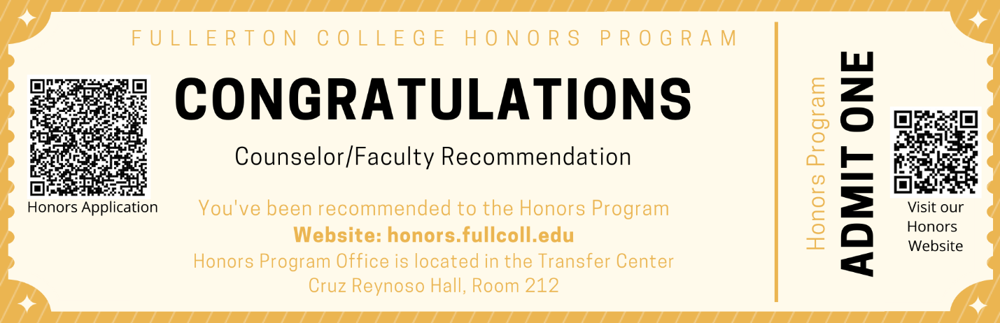 FULLERTON COLLEGE HONORS PROGRAM
CONGRATULATIONS
Counselor/Faculty Recommendation
Honors Application
You've been recommended to the Honors Program
Website: honors.fullcoll.edu
Honors Program Office is located in the Transfer Center
Cruz Reynoso Hall, Room 212
Honors Program
ADMIT ONE
Visit our
Honors
Website